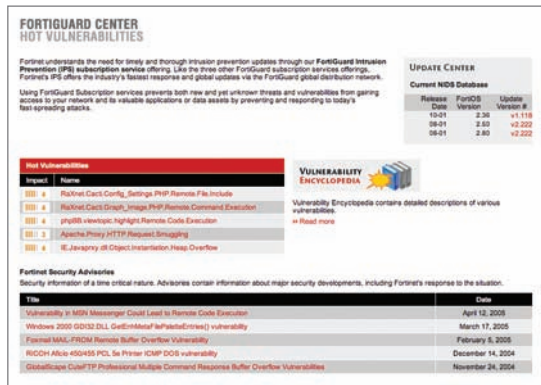 FORTIGUARD CENTER
HOT VULNERABILITIES
Fortinet understands the need for timely and thorough intrusion prevention updates through our FortiGuard Intrusion
Prevention (IPS) subscription service offering. Like the three other FortiGuard subscription services offerings,
Fortinet's IPS offers the industry's fastest response and global updates via the FortiGuard global distribution network.
Using FortiGuard Subscription services prevents both new and yet unknown threats and vulnerabilities from gaining
access to your network and its valuable applications or data assets by preventing and responding to today's
fast-spreading attacks.
UPDATE CENTER
Current NIDS Database
Release Date FortiOS Version Update Version #
10-01 2.36 v1.118
08-01 2.50 v2.222
08-01 2.80 v2.222
Hot Vulnerabilities
Impact Name
4 RaXnet.Cacti.Config_Settings.PHP.Remote.File.Include
4 RaXnet.Cacti.Graph_Image.PHP.Remote.Command.Execution
4 phpBB.viewtopic.highlight.Remote.Code.Execution
3 Apache.Proxy.HTTP.Request.Smuggling
4 IE.Javaprxy.dll.Object.Instantiation.Heap.Overflow
VULNERABILITY
ENCYCLOPEDIA
Vulnerability Encyclopedia contains detailed descriptions of various
vulnerabilities.
» Read more
Fortinet Security Advisories
Security information of a time critical nature. Advisories contain information about major security developments, including Fortinet's response to the situation.
Title Date
Vulnerability in MSN Messenger Could Lead to Remote Code Execution April 12, 2005
Windows 2000 GDI32.DLL GetEnhMetaFilePaletteEntries() vulnerability March 17, 2005
Foxmail MAIL-FROM Remote Buffer Overflow Vulnerability February 5, 2005
RICOH Aficio 450/455 PCL 5e Printer ICMP DOS vulnerability December 14, 2004
GlobalScape CuteFTP Professional Multiple Command Response Buffer Overflow Vulnerabilities November 24, 2004